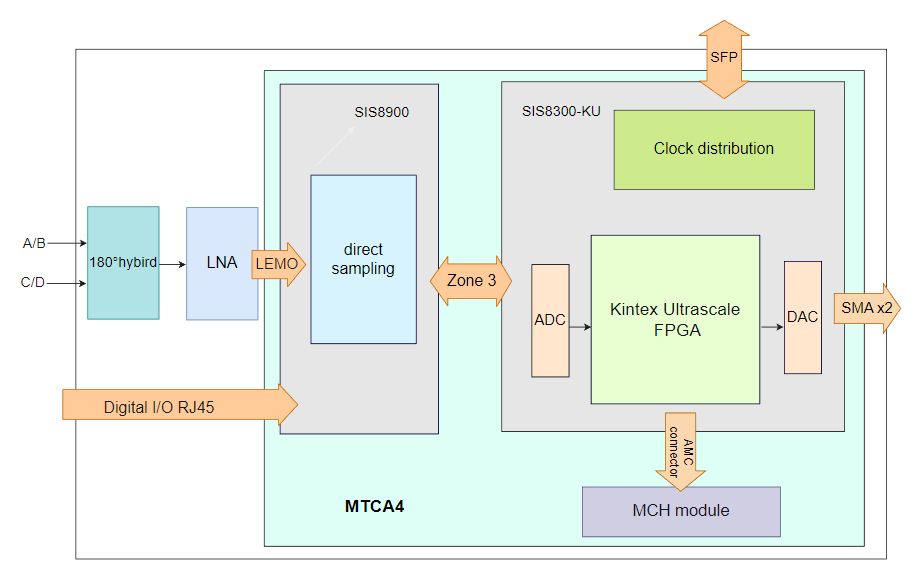 SFP
SIS8900
SIS8300-KU
Clock distribution
A/B
C/D
180°hybird
LNA
LEMO
direct
sampling
Zone 3
ADC
Kintex Ultrascale
FPGA
DAC
SMA x2
Digital I/O RJ45
AMC
connector
MTCA4
MCH module